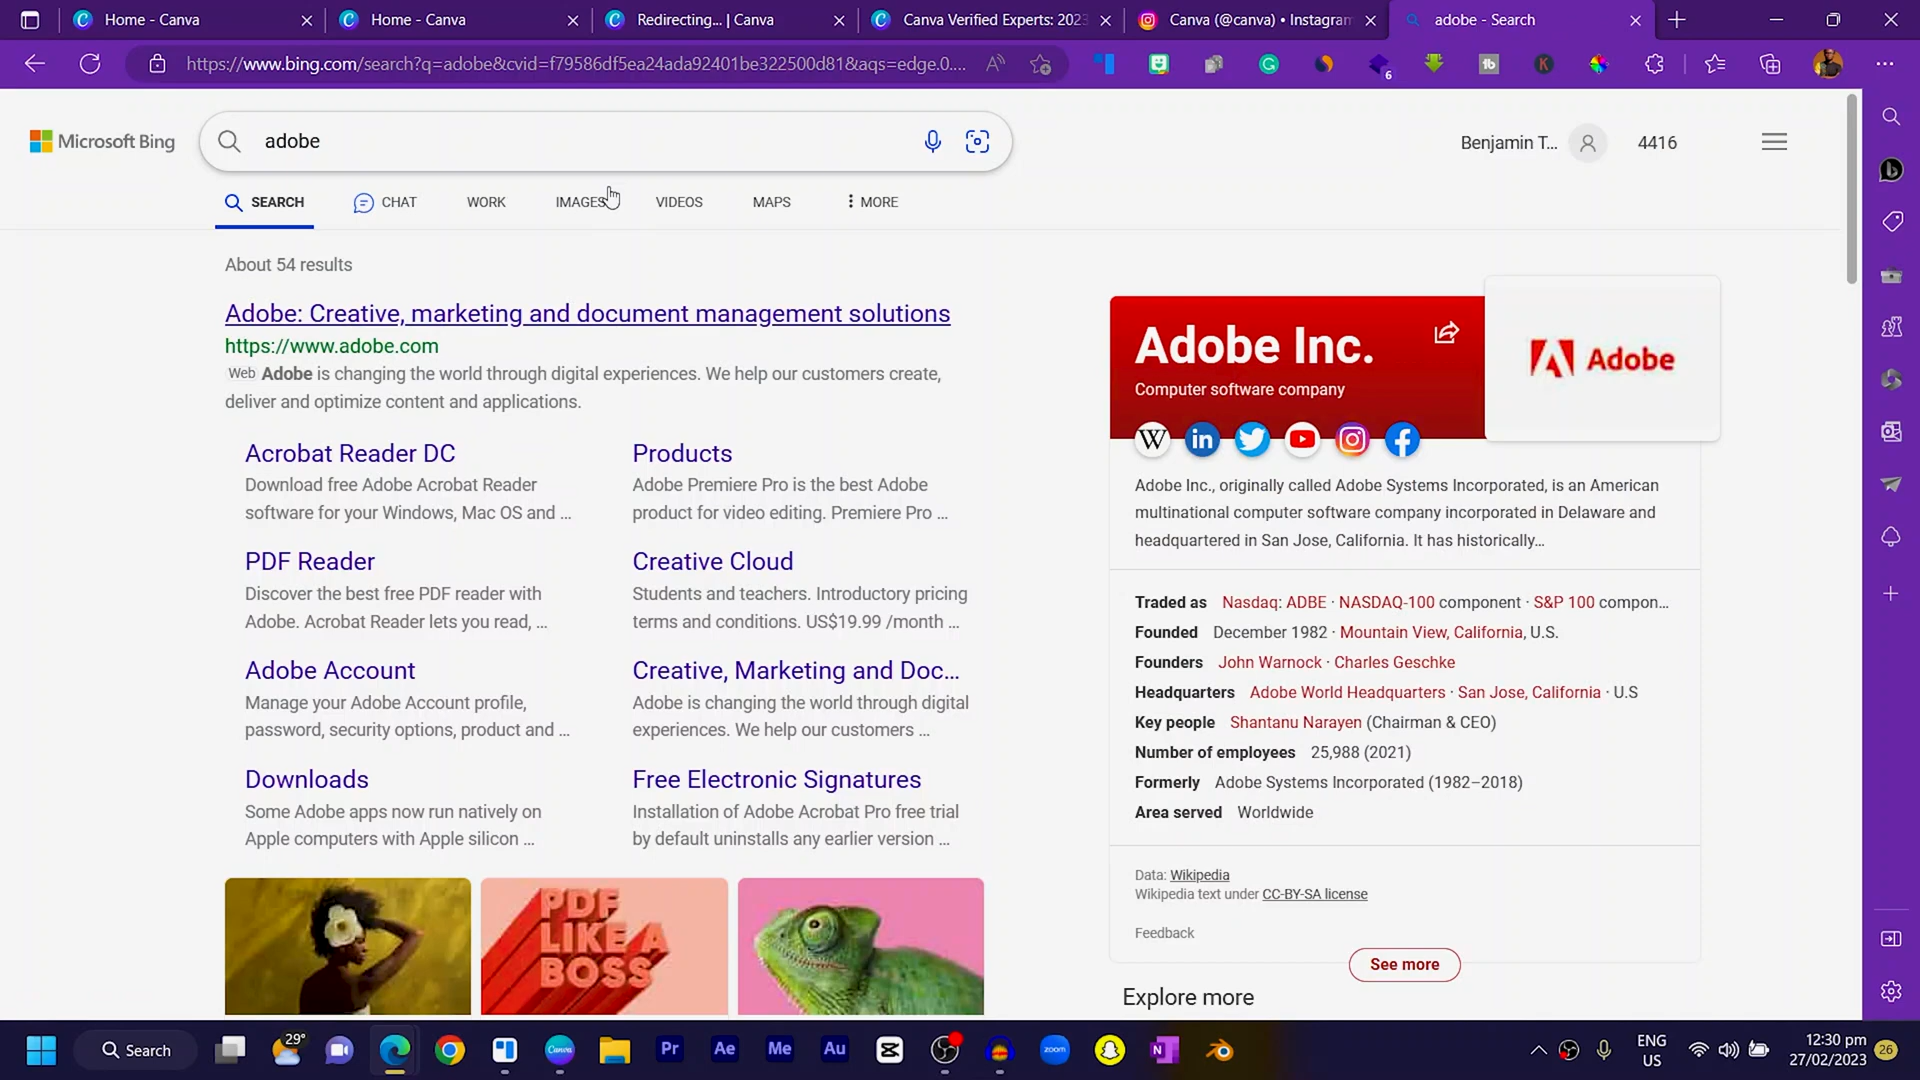 Home - Canva
Home - Canva
Redirecting... | Canva
Canva Verified Experts: 2023
Canva (@canva) • Instagram
adobe - Search
https://www.bing.com/search?q=adobe&cvid=f79586df5ea24ada92401be322500d81&aqs=edge.0....
6
Microsoft Bing
adobe
Benjamin T...
4416
SEARCH
CHAT
WORK
IMAGES
VIDEOS
MAPS
MORE
About 54 results
Adobe: Creative, marketing and document management solutions
https://www.adobe.com
Web Adobe is changing the world through digital experiences. We help our customers create,
deliver and optimize content and applications.
Acrobat Reader DC
Download free Adobe Acrobat Reader
software for your Windows, Mac OS and ...
Products
Adobe Premiere Pro is the best Adobe
product for video editing. Premiere Pro ...
PDF Reader
Discover the best free PDF reader with
Adobe. Acrobat Reader lets you read, ...
Creative Cloud
Students and teachers. Introductory pricing
terms and conditions. US$19.99 /month ...
Adobe Account
Manage your Adobe Account profile,
password, security options, product and ...
Creative, Marketing and Doc...
Adobe is changing the world through digital
experiences. We help our customers ...
Downloads
Some Adobe apps now run natively on
Apple computers with Apple silicon ...
Free Electronic Signatures
Installation of Adobe Acrobat Pro free trial
by default uninstalls any earlier version ...
PDF
LIKE A
BOSS
Adobe Inc.
Computer software company
Adobe
W
in
Adobe Inc., originally called Adobe Systems Incorporated, is an American
multinational computer software company incorporated in Delaware and
headquartered in San Jose, California. It has historically...
Traded as Nasdaq: ADBE · NASDAQ-100 component · S&P 100 compon...
Founded December 1982 · Mountain View, California, U.S.
Founders John Warnock · Charles Geschke
Headquarters Adobe World Headquarters · San Jose, California · U.S
Key people Shantanu Narayen (Chairman & CEO)
Number of employees 25,988 (2021)
Formerly Adobe Systems Incorporated (1982–2018)
Area served Worldwide
Data: Wikipedia
Wikipedia text under CC-BY-SA license
Feedback
See more
Explore more
Search
29°
Canva
Pr
Ae
Me
Au
zoom
N
ENG
US
12:30 pm
27/02/2023
26